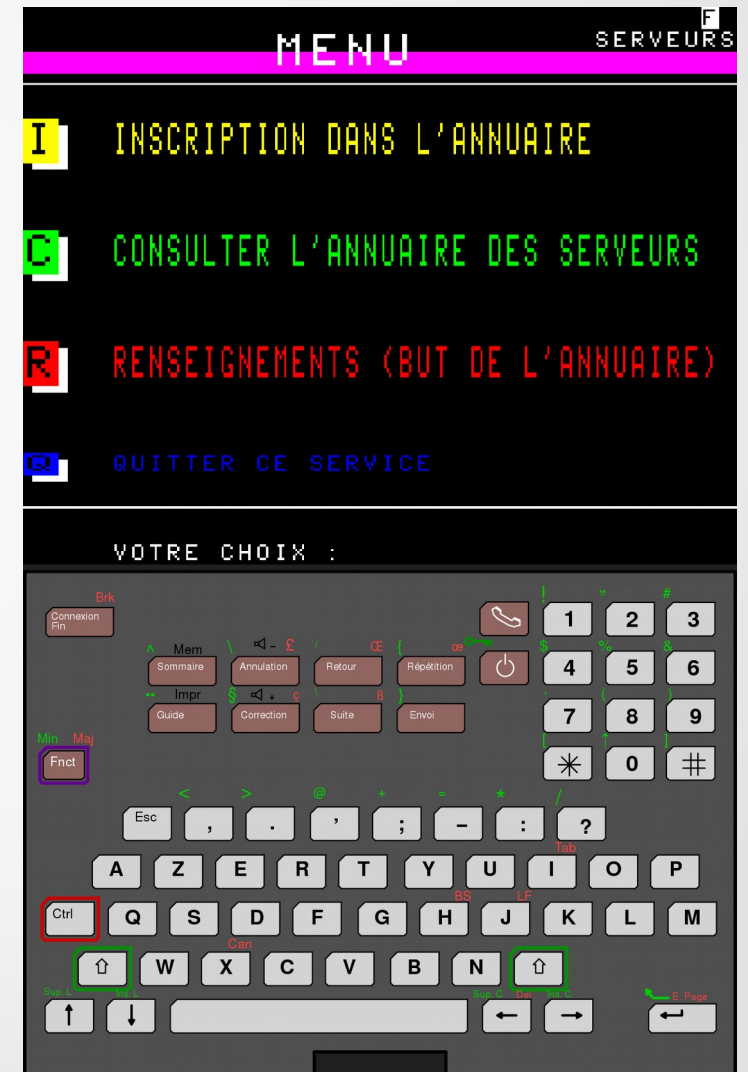 F
MENU SERVEURS
I INSCRIPTION DANS L'ANNUAIRE
C CONSULTER L'ANNUAIRE DES SERVEURS
R RENSEIGNEMENTS (BUT DE L'ANNUAIRE)
Q QUITTER CE SERVICE
VOTRE CHOIX :
Brk
Connexion
Fin
! " #
1 2 3
^ Mem \ - £ / Œ { œ
Sommaire Annulation Retour Répétition
$ % &
4 5 6
¨ Impr § + ç ` ß }
Guide Correction Suite Envoi
' ( )
7 8 9
Min Maj
Fnct
[ ↑ ]
* 0 #
< > @ + = * /
Esc , . ' ; – : ?
Tab
A Z E R T Y U I O P
BS LF
Ctrl Q S D F G H J K L M
Can
⇧ W X C V B N ⇧
Sup. L Ins. L Sup. C Del Ins. C E. Page
↑ ↓ ← → ↵